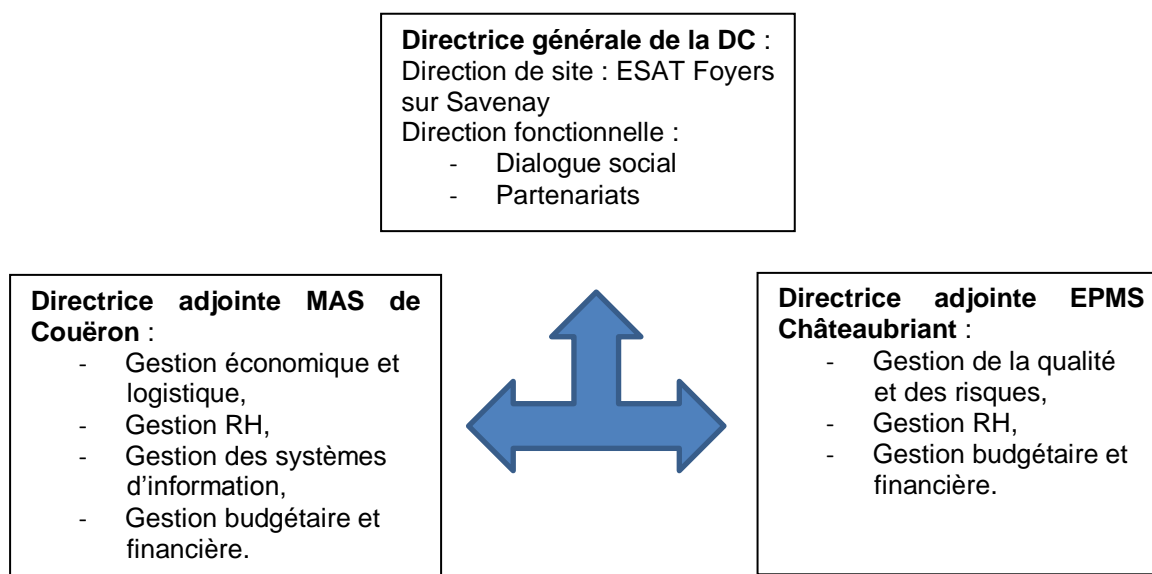 Directrice générale de la DC :
Direction de site : ESAT Foyers
sur Savenay
Direction fonctionnelle :
- Dialogue social
- Partenariats
Directrice adjointe MAS de
Couëron :
- Gestion économique et
logistique,
- Gestion RH,
- Gestion des systèmes
d'information,
- Gestion budgétaire et
financière.
Directrice adjointe EPMS
Châteaubriant :
- Gestion de la qualité
et des risques,
- Gestion RH,
- Gestion budgétaire et
financière.